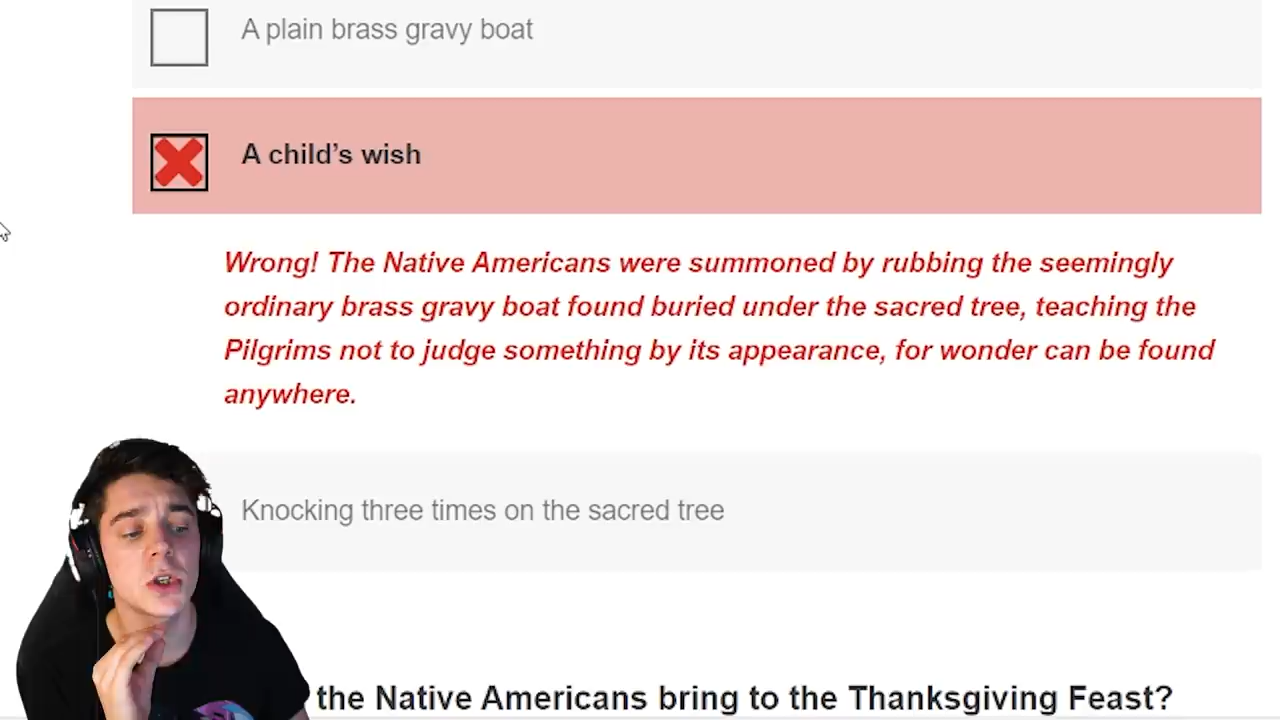 A plain brass gravy boat
A child’s wish
Wrong! The Native Americans were summoned by rubbing the seemingly
ordinary brass gravy boat found buried under the sacred tree, teaching the
Pilgrims not to judge something by its appearance, for wonder can be found
anywhere.
Knocking three times on the sacred tree
the Native Americans bring to the Thanksgiving Feast?